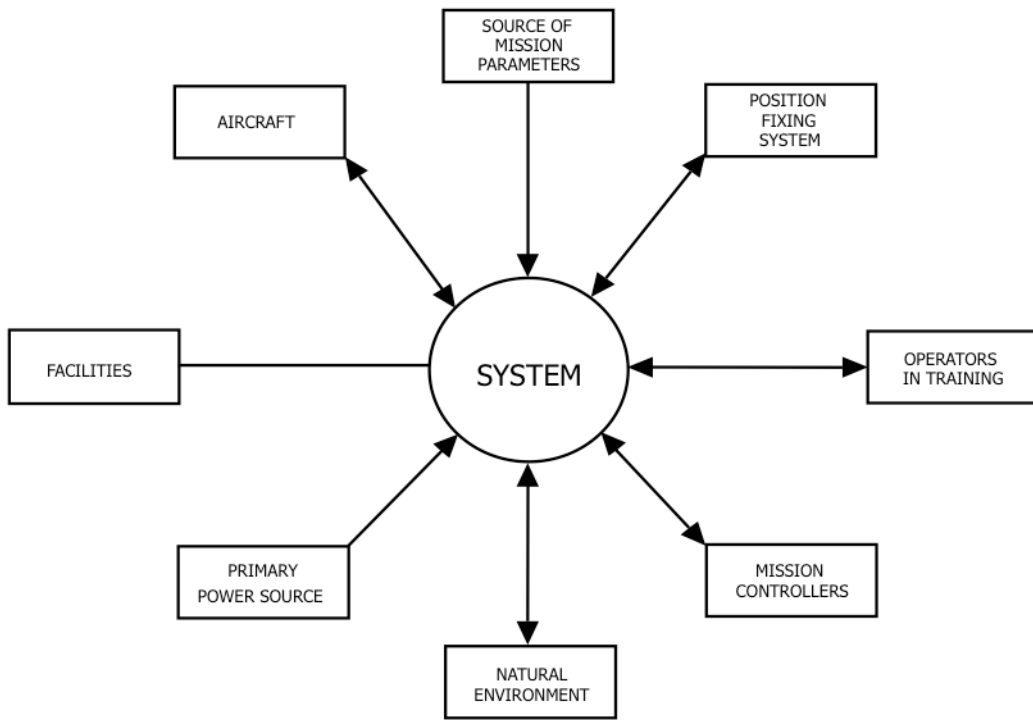 SOURCE OF
MISSION
PARAMETERS
AIRCRAFT
POSITION
FIXING
SYSTEM
FACILITIES
SYSTEM
OPERATORS
IN TRAINING
PRIMARY
POWER SOURCE
MISSION
CONTROLLERS
NATURAL
ENVIRONMENT